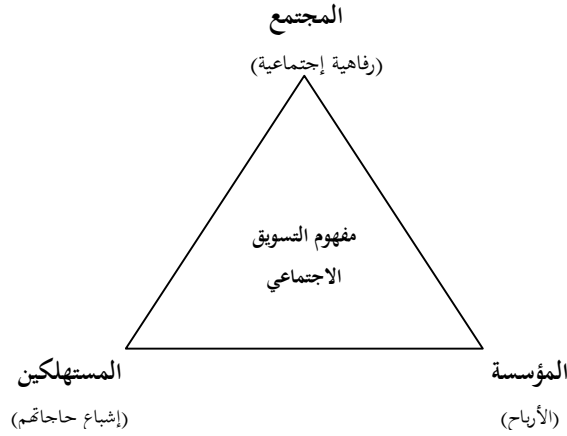 المجتمع
(رفاهية إجتماعية)
مفهوم التسويق
الاجتماعي
المؤسسة
المستهلكين
(الأرباح)
(إشباع حاجاتهم)